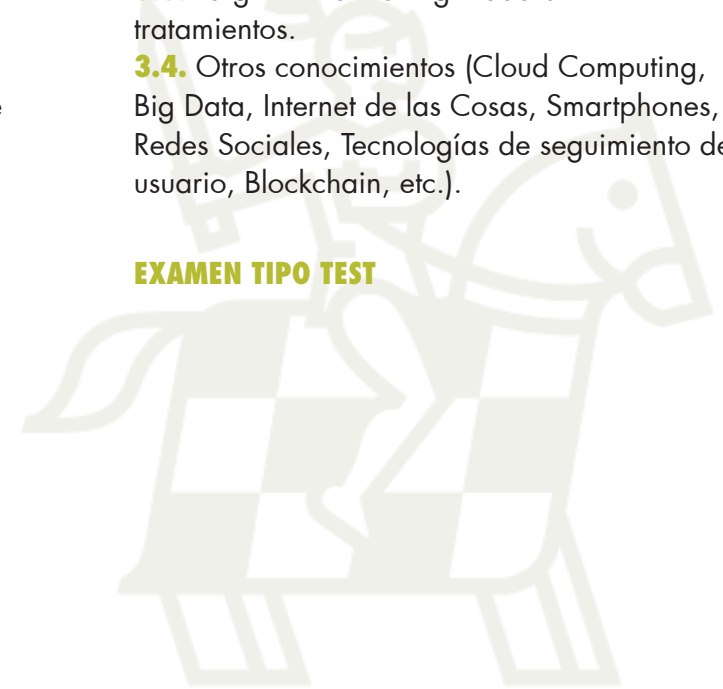 tratamientos.
3.4. Otros conocimientos (Cloud Computing,
Big Data, Internet de las Cosas, Smartphones,
Redes Sociales, Tecnologías de seguimiento de
usuario, Blockchain, etc.).
EXAMEN TIPO TEST